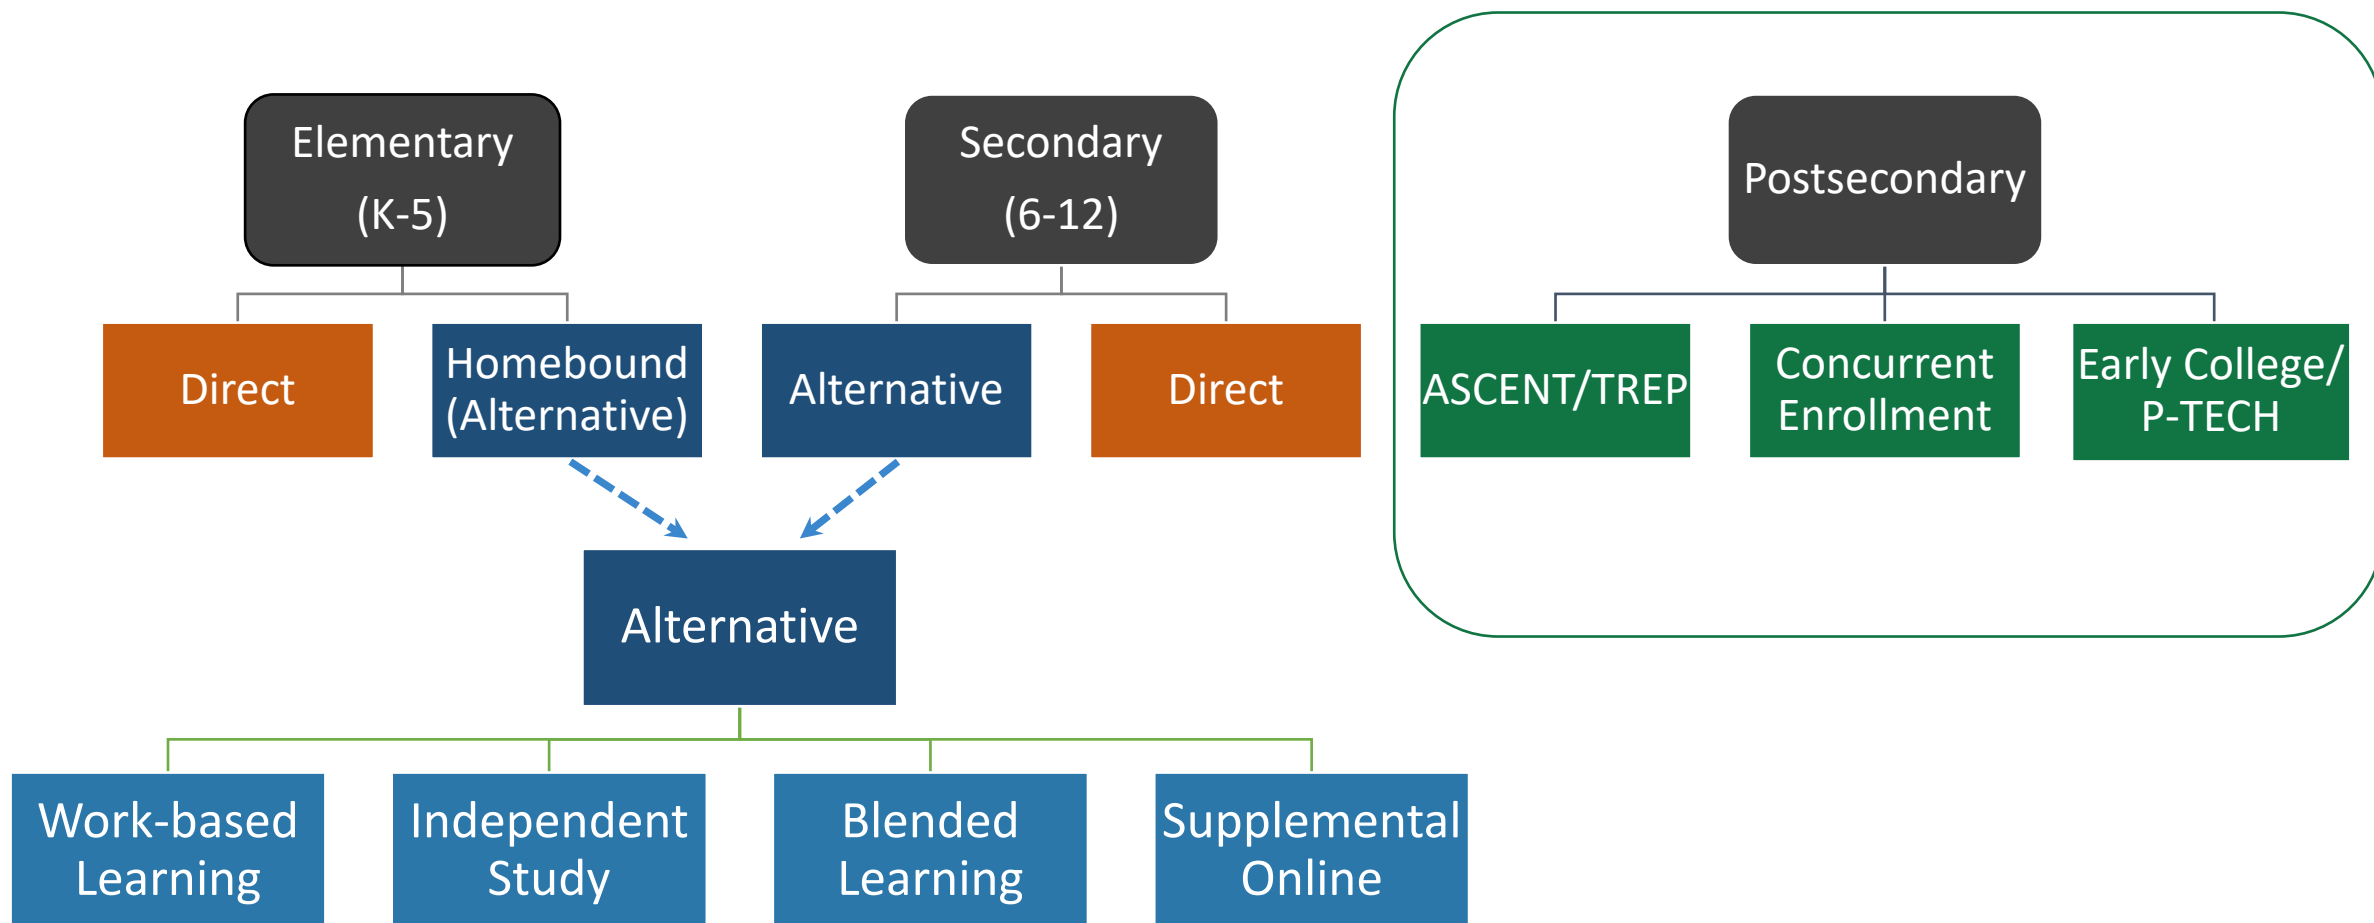 Elementary
(K-5)
Secondary
(6-12)
Postsecondary
Direct
Homebound
(Alternative)
Alternative
Direct
ASCENT/TREP
Concurrent
Enrollment
Early College/
P-TECH
Alternative
Work-based
Learning
Independent
Study
Blended
Learning
Supplemental
Online